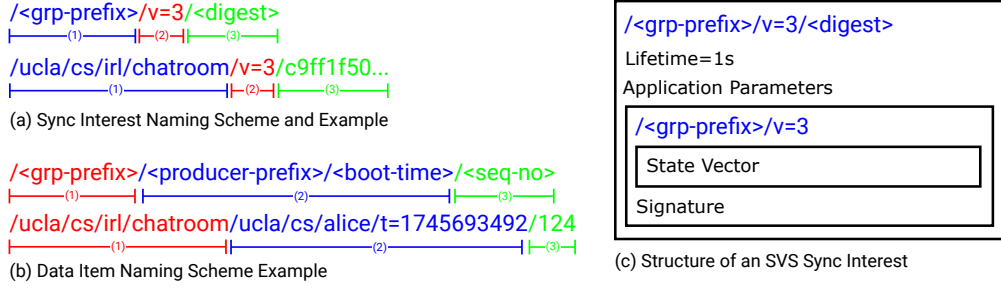 /<grp-prefix>/v=3/<digest>
(1) (2) (3)
/ucla/cs/irl/chatroom/v=3/c9ff1f50...
(1) (2) (3)
(a) Sync Interest Naming Scheme and Example
/<grp-prefix>/<producer-prefix>/<boot-time>/<seq-no>
(1) (2) (3)
/ucla/cs/irl/chatroom/ucla/cs/alice/t=1745693492/124
(1) (2) (3)
(b) Data Item Naming Scheme Example
/<grp-prefix>/v=3/<digest>
Lifetime=1s
Application Parameters
/<grp-prefix>/v=3
State Vector
Signature
(c) Structure of an SVS Sync Interest